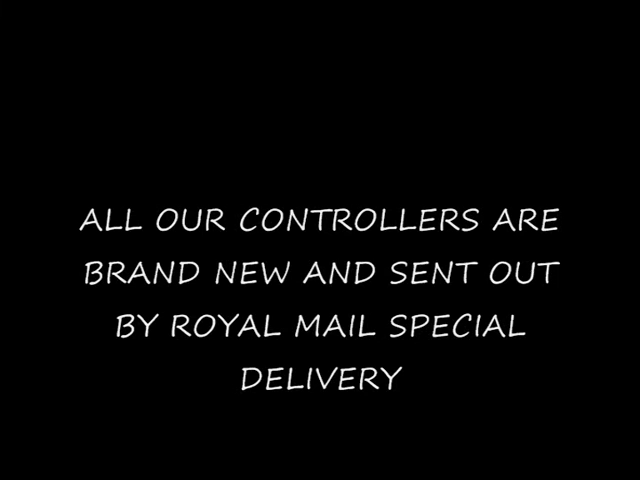 ALL OUR CONTROLLERS ARE
BRAND NEW AND SENT OUT
BY ROYAL MAIL SPECIAL
DELIVERY